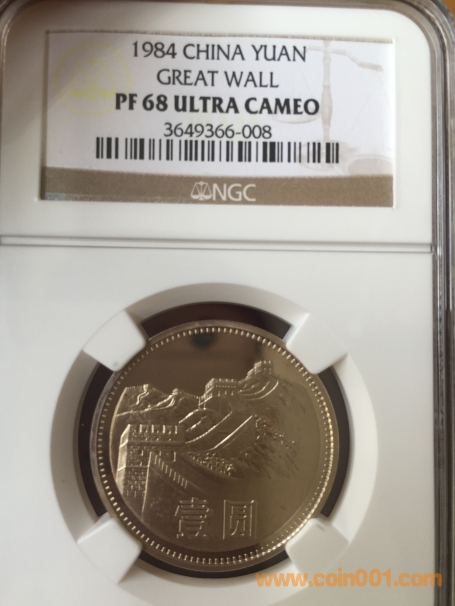 1984 CHINA YUAN
GREAT WALL
PF 68 ULTRA CAMEO
3649366-008
NGC
壹圆
www.coin001.com